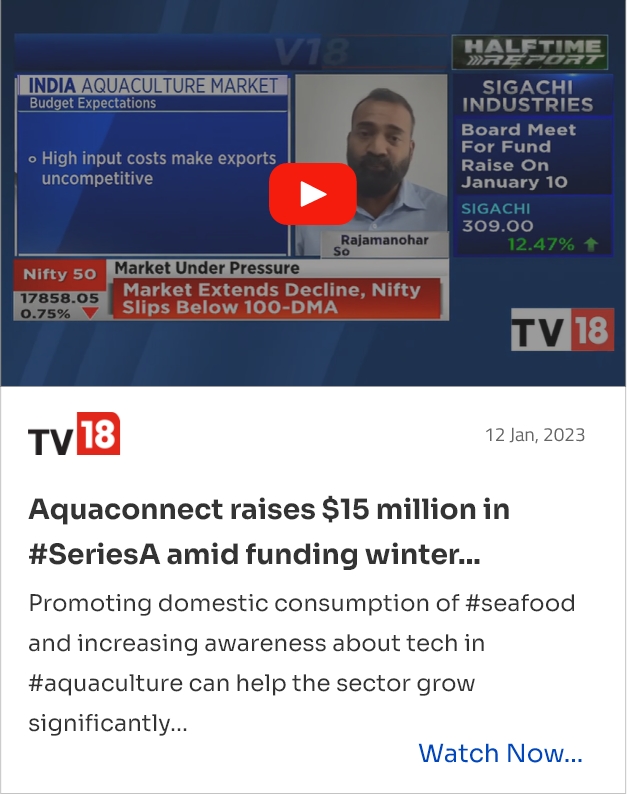 V18
HALFTIME
REPORT
INDIA AQUACULTURE MARKET
Budget Expectations
High input costs make exports
uncompetitive
SIGACHI
INDUSTRIES
Board Meet
For Fund
Raise On
January 10
SIGACHI
309.00
12.47%
Rajamanohar
So
Nifty 50
17858.05
0.75%
Market Under Pressure
Market Extends Decline, Nifty
Slips Below 100-DMA
TV18
TV18
12 Jan, 2023
Aquaconnect raises $15 million in
#SeriesA amid funding winter...
Promoting domestic consumption of #seafood
and increasing awareness about tech in
#aquaculture can help the sector grow
significantly...
Watch Now...